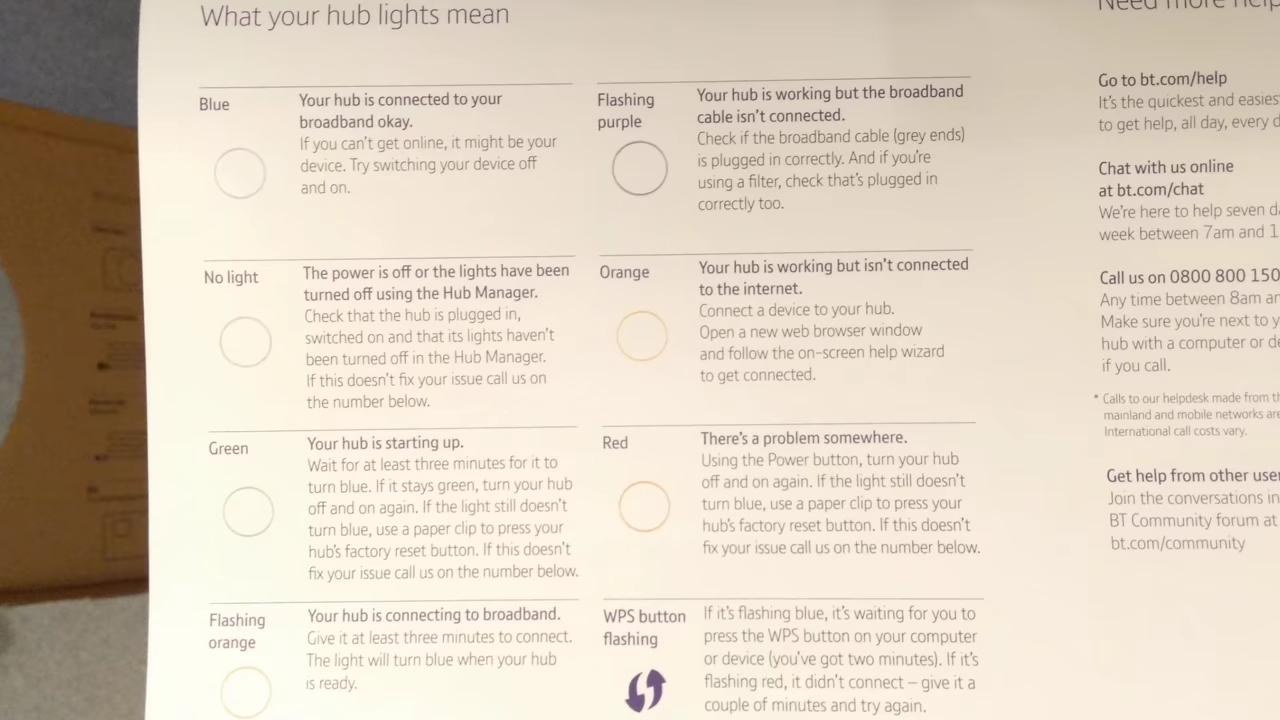 What your hub lights mean
Blue
Your hub is connected to your
broadband okay.
If you can't get online, it might be your
device. Try switching your device off
and on.
No light
The power is off or the lights have been
turned off using the Hub Manager.
Check that the hub is plugged in,
switched on and that its lights haven't
been turned off in the Hub Manager.
If this doesn't fix your issue call us on
the number below.
Green
Your hub is starting up.
Wait for at least three minutes for it to
turn blue. If it stays green, turn your hub
off and on again. If the light still doesn't
turn blue, use a paper clip to press your
hub's factory reset button. If this doesn't
fix your issue call us on the number below.
Flashing
orange
Your hub is connecting to broadband.
Give it at least three minutes to connect.
The light will turn blue when your hub
is ready.
Flashing
purple
Your hub is working but the broadband
cable isn't connected.
Check if the broadband cable (grey ends)
is plugged in correctly. And if you're
using a filter, check that's plugged in
correctly too.
Orange
Your hub is working but isn't connected
to the internet.
Connect a device to your hub.
Open a new web browser window
and follow the on-screen help wizard
to get connected.
Red
There's a problem somewhere.
Using the Power button, turn your hub
off and on again. If the light still doesn't
turn blue, use a paper clip to press your
hub's factory reset button. If this doesn't
fix your issue call us on the number below.
WPS button
flashing
If it's flashing blue, it's waiting for you to
press the WPS button on your computer
or device (you've got two minutes). If it's
flashing red, it didn't connect – give it a
couple of minutes and try again.
Need more help
Go to bt.com/help
It's the quickest and easies
to get help, all day, every d
Chat with us online
at bt.com/chat
We're here to help seven d
week between 7am and 1
Call us on 0800 800 150
Any time between 8am an
Make sure you're next to y
hub with a computer or de
if you call.
* Calls to our helpdesk made from th
mainland and mobile networks are
International call costs vary.
Get help from other use
Join the conversations in
BT Community forum at
bt.com/community